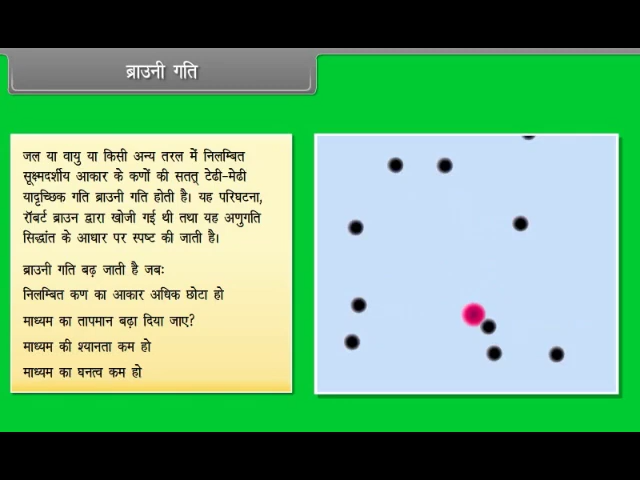 ब्राउनी गति
जल या वायु या किसी अन्य तरल में निलम्बित
सूक्ष्मदर्शीय आकार के कणों की सतत् टेढी-मेढी
यादृच्छिक गति ब्राउनी गति होती है। यह परिघटना,
रॉबर्ट ब्राउन द्वारा खोजी गई थी तथा यह अणुगति
सिद्धांत के आधार पर स्पष्ट की जाती है।
ब्राउनी गति बढ़ जाती है जबः
निलम्बित कण का आकार अधिक छोटा हो
माध्यम का तापमान बढ़ा दिया जाए?
माध्यम की श्यानता कम हो
माध्यम का घनत्व कम हो